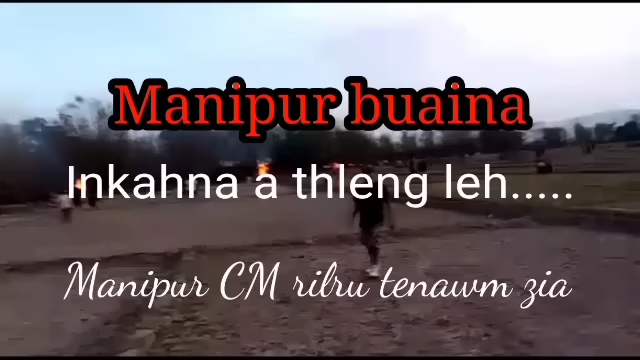 Manipur buaina
Inkahna a thleng leh.....
Manipur CM rilru tenawm zia